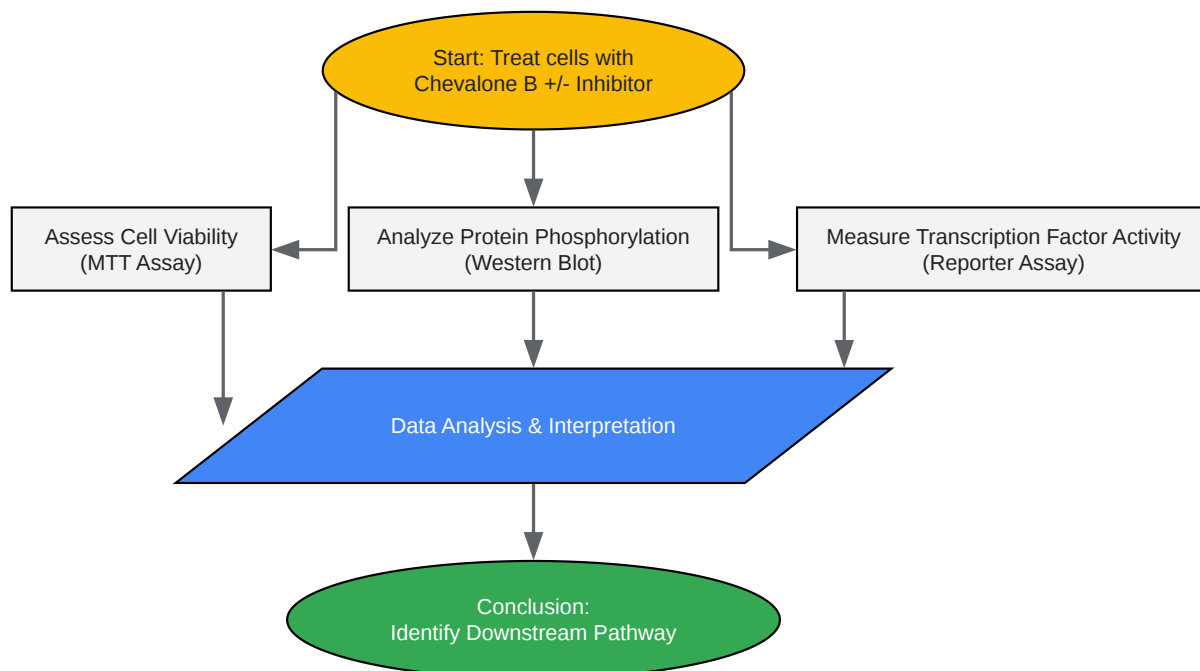 Start: Treat cells with
Chevalone B +/- Inhibitor
Assess Cell Viability
(MTT Assay)
Analyze Protein Phosphorylation
(Western Blot)
Measure Transcription Factor Activity
(Reporter Assay)
Data Analysis & Interpretation
Conclusion:
Identify Downstream Pathway